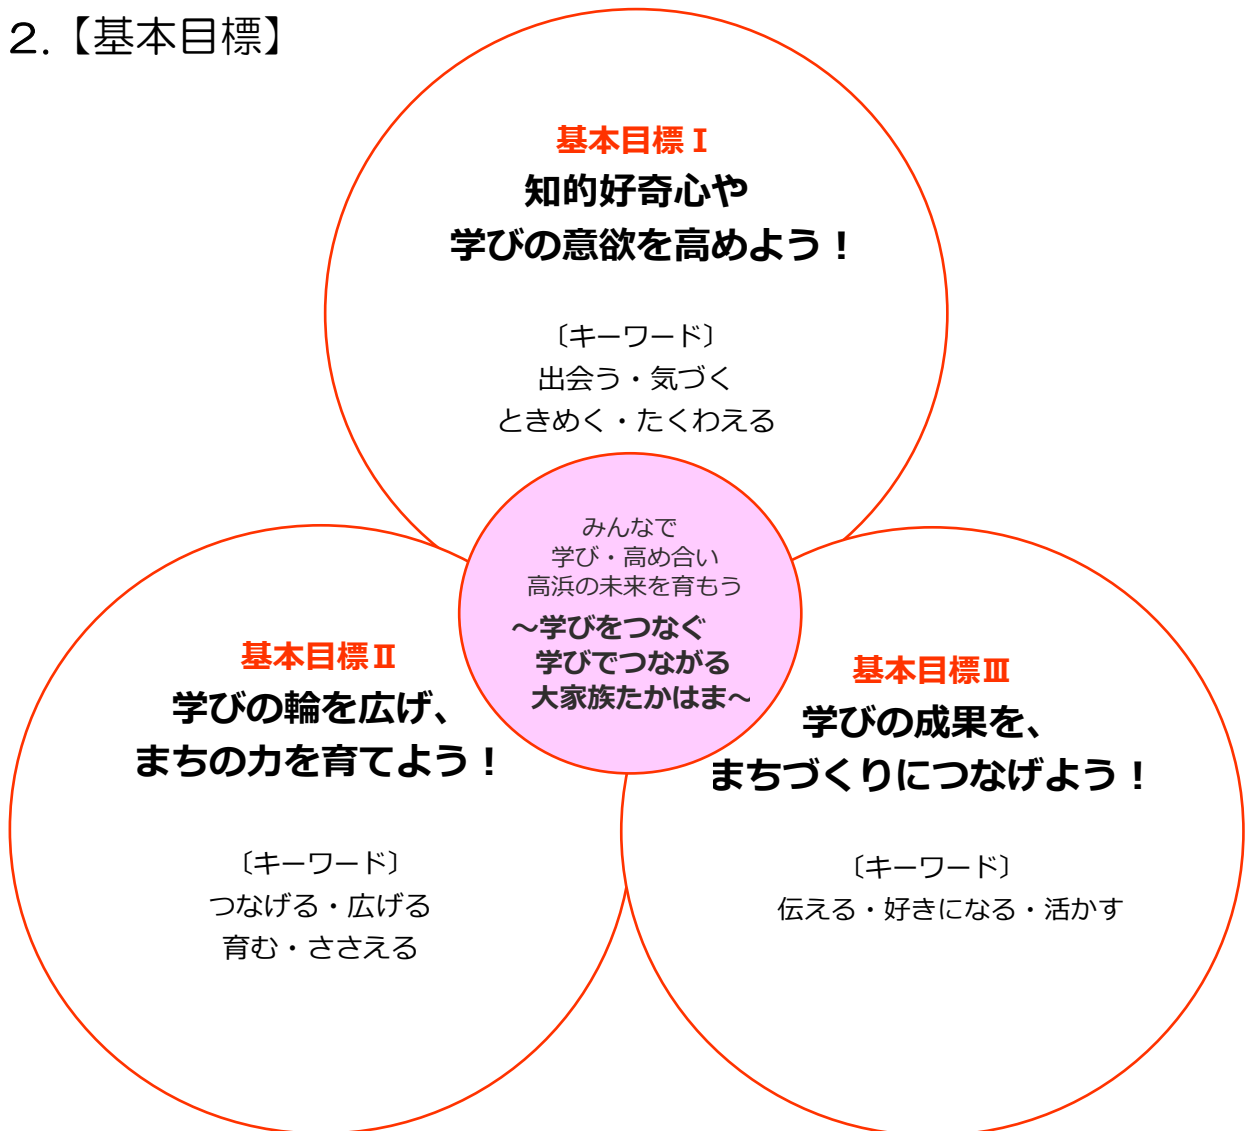 2.【基本目標】
基本目標Ⅰ
知的好奇心や
学びの意欲を高めよう！
〔キーワード〕
出会う・気づく
ときめく・たくわえる
みんなで
学び・高め合い
高浜の未来を育もう
～学びをつなぐ
学びでつながる
大家族たかはま～
基本目標Ⅱ
学びの輪を広げ、
まちの力を育てよう！
〔キーワード〕
つなげる・広げる
育む・ささえる
基本目標Ⅲ
学びの成果を、
まちづくりにつなげよう！
〔キーワード〕
伝える・好きになる・活かす